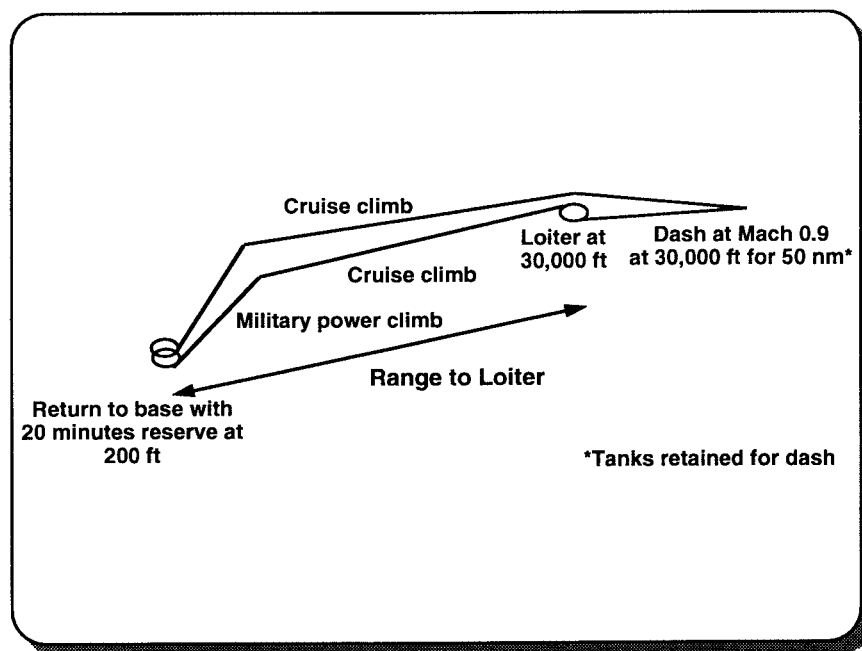 Cruise climb
Loiter at
30,000 ft
Dash at Mach 0.9
at 30,000 ft for 50 nm*
Cruise climb
Military power climb
Range to Loiter
Return to base with
20 minutes reserve at
200 ft
*Tanks retained for dash